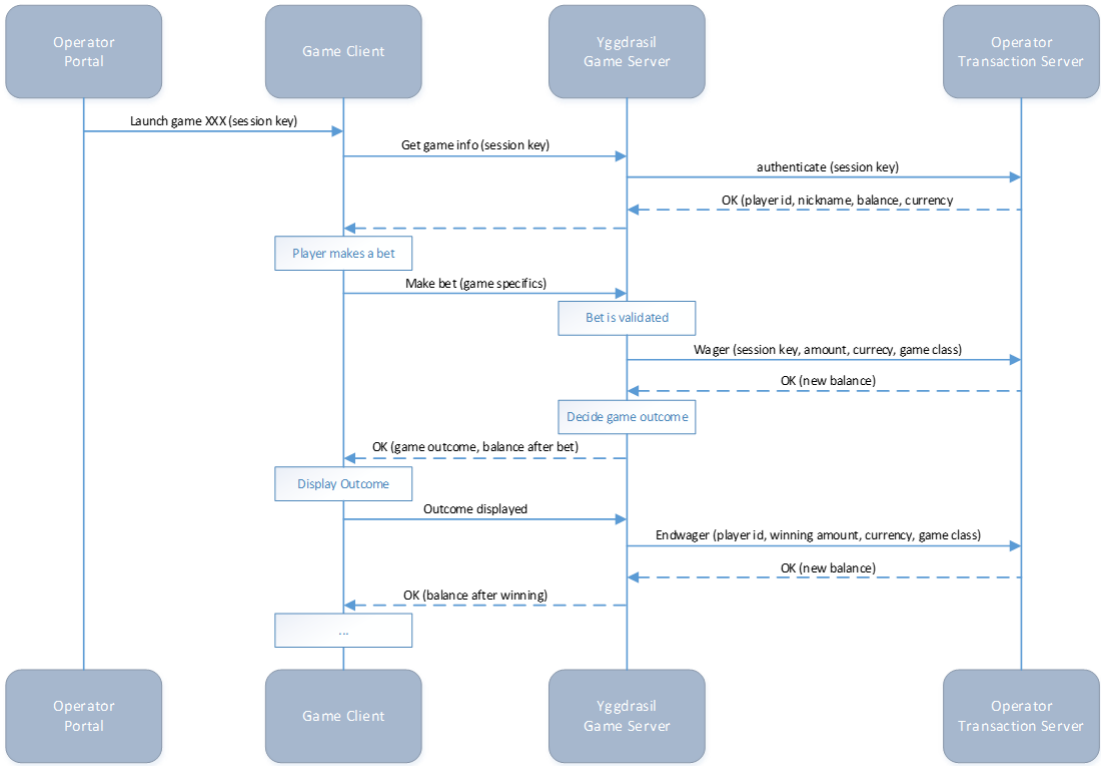 Operator
Portal
Game Client
Yggdrasil
Game Server
Operator
Transaction Server
Launch game XXX (session key)
Get game info (session key)
authenticate (session key)
OK (player id, nickname, balance, currency
Player makes a bet
Make bet (game specifics)
Bet is validated
Wager (session key, amount, currecy, game class)
OK (new balance)
Decide game outcome
OK (game outcome, balance after bet)
Display Outcome
Outcome displayed
Endwager (player id, winning amount, currency, game class)
OK (new balance)
OK (balance after winning)
...
Operator
Portal
Game Client
Yggdrasil
Game Server
Operator
Transaction Server